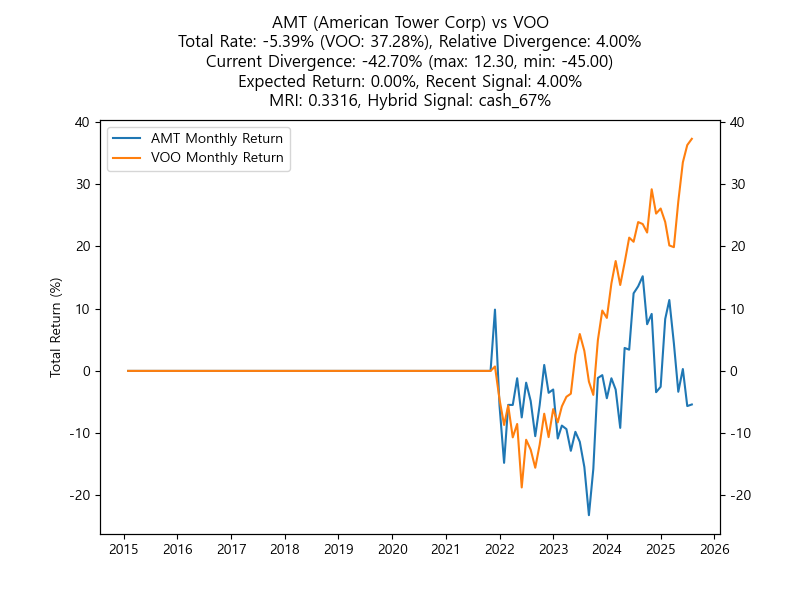 AMT (American Tower Corp) vs VOO
Total Rate: -5.39% (VOO: 37.28%), Relative Divergence: 4.00%
Current Divergence: -42.70% (max: 12.30, min: -45.00)
Expected Return: 0.00%, Recent Signal: 4.00%
MRI: 0.3316, Hybrid Signal: cash_67%
AMT Monthly Return
VOO Monthly Return
Total Return (%)
40
30
20
10
0
-10
-20
40
30
20
10
0
-10
-20
2015 2016 2017 2018 2019 2020 2021 2022 2023 2024 2025 2026